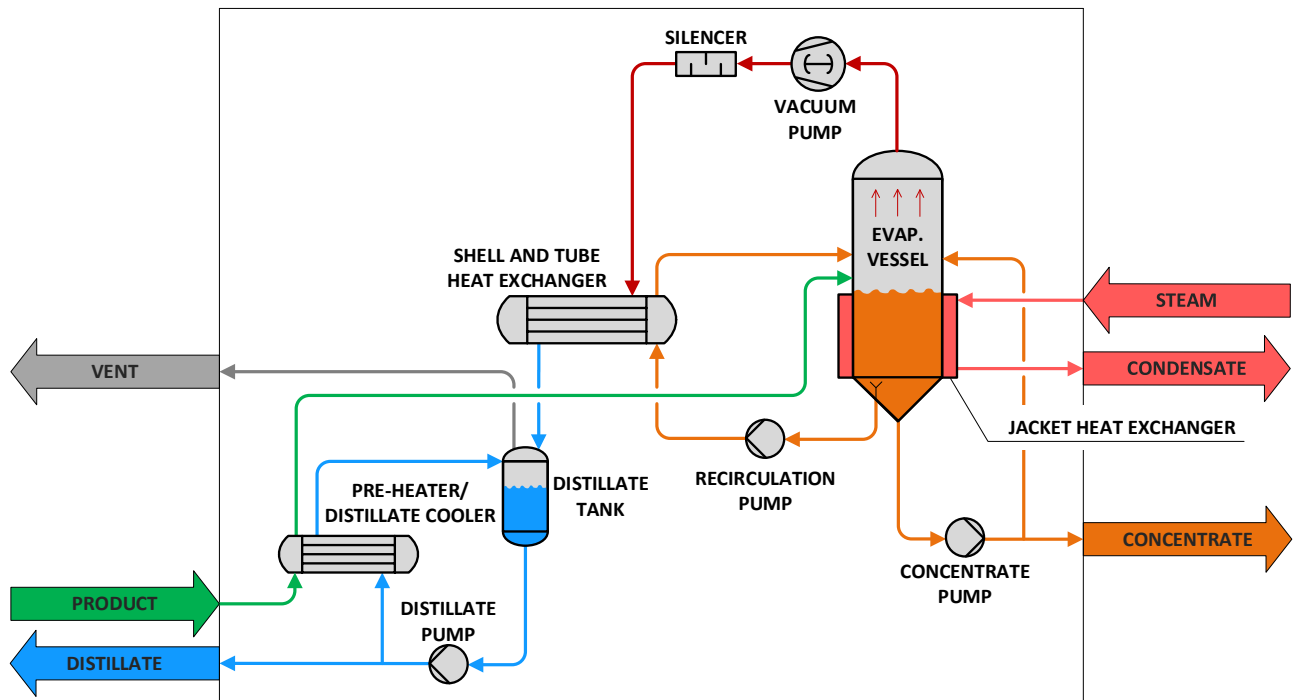 SILENCER
VACUUM
PUMP
EVAP.
VESSEL
SHELL AND TUBE
HEAT EXCHANGER
STEAM
VENT
CONDENSATE
JACKET HEAT EXCHANGER
RECIRCULATION
PUMP
PRE-HEATER/
DISTILLATE COOLER
DISTILLATE
TANK
CONCENTRATE
CONCENTRATE
PUMP
PRODUCT
DISTILLATE
PUMP
DISTILLATE